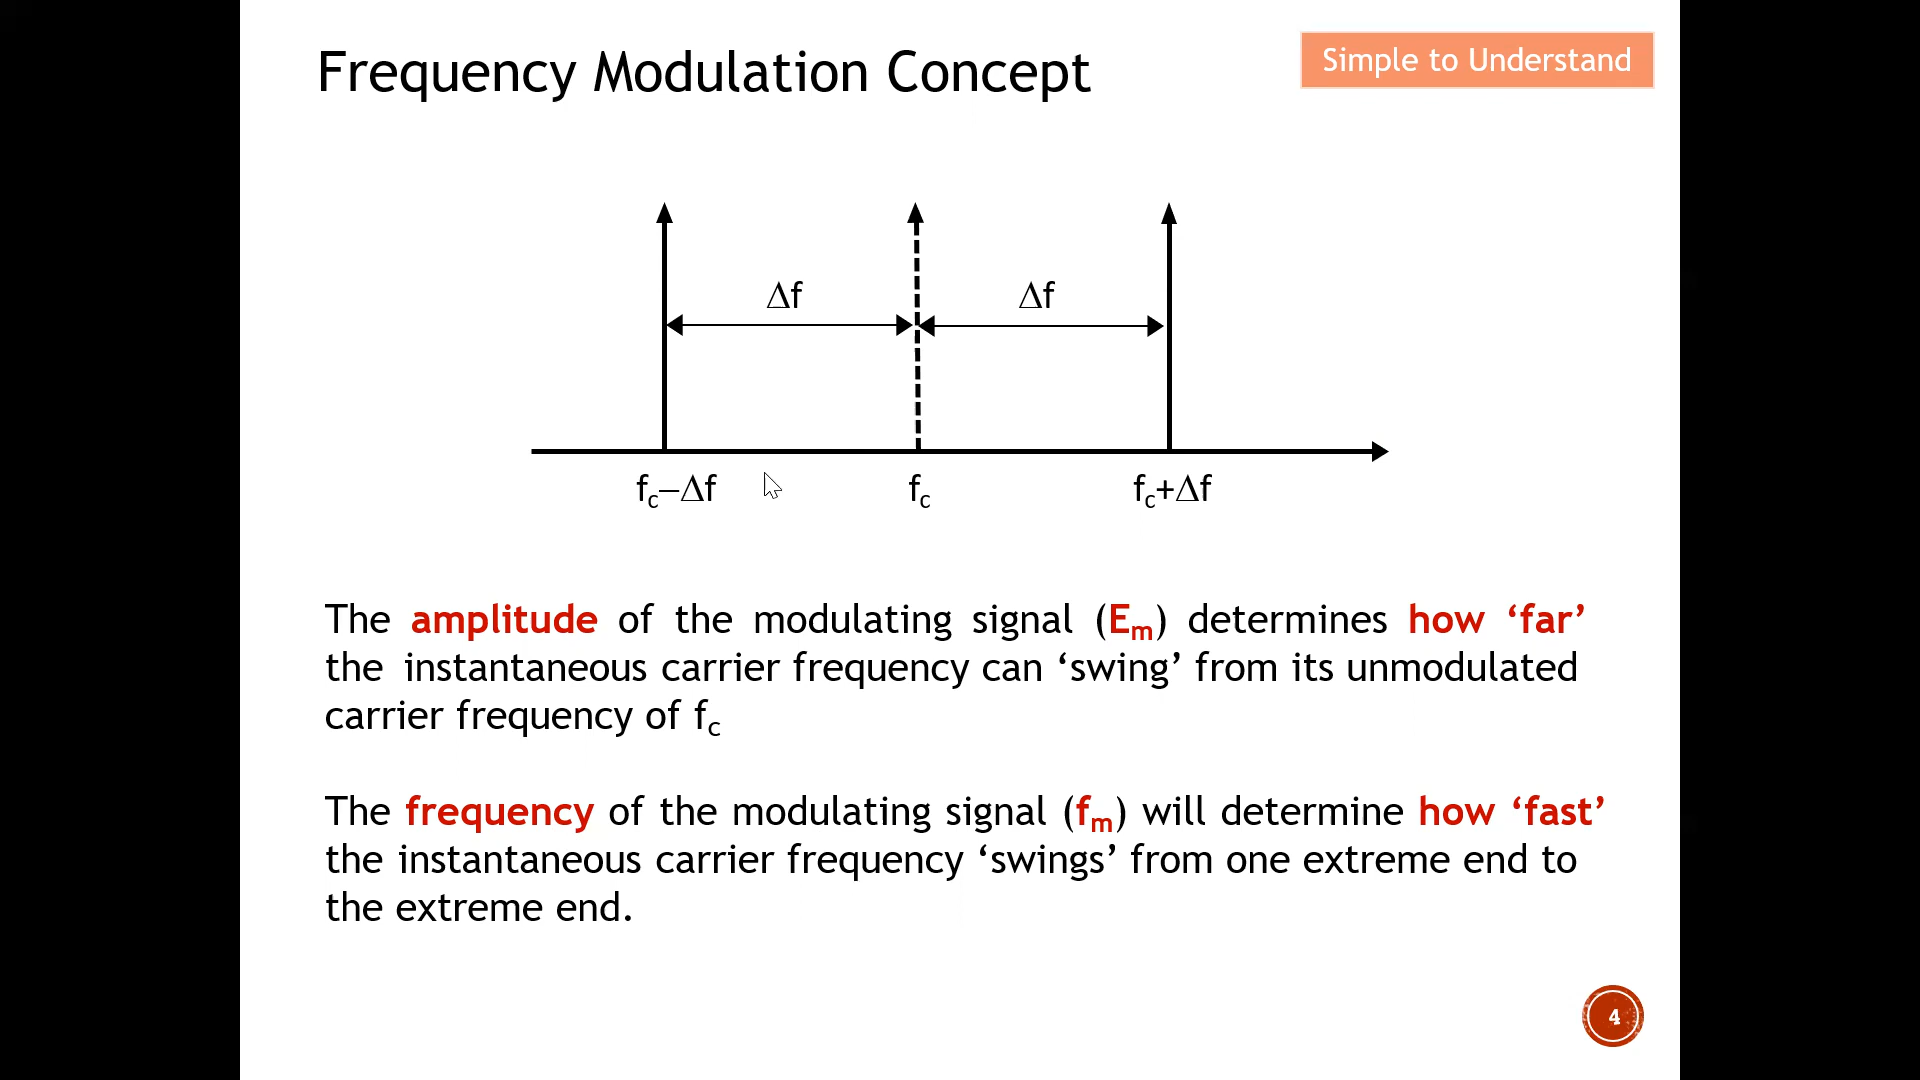 Frequency Modulation Concept
Simple to Understand
Δf
Δf
fc–Δf
fc
fc+Δf
The amplitude of the modulating signal (Em) determines how ‘far’
the instantaneous carrier frequency can ‘swing’ from its unmodulated
carrier frequency of fc
The frequency of the modulating signal (fm) will determine how ‘fast’
the instantaneous carrier frequency ‘swings’ from one extreme end to
the extreme end.
4